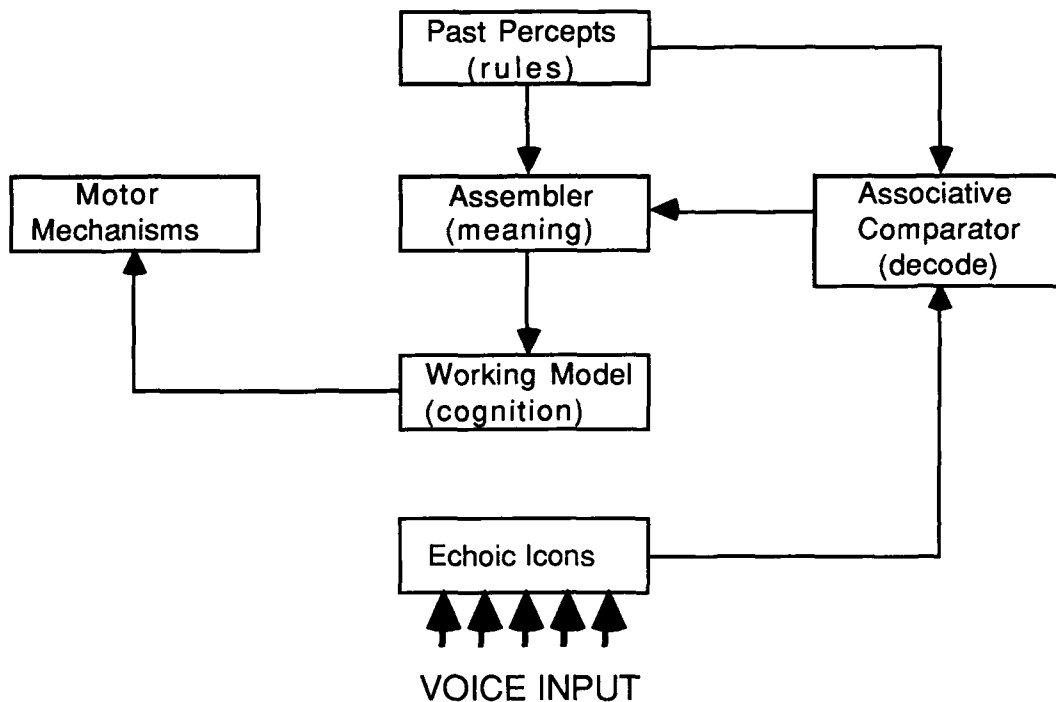 Past Percepts
(rules)
Motor
Mechanisms
Assembler
(meaning)
Associative
Comparator
(decode)
Working Model
(cognition)
Echoic Icons
VOICE INPUT